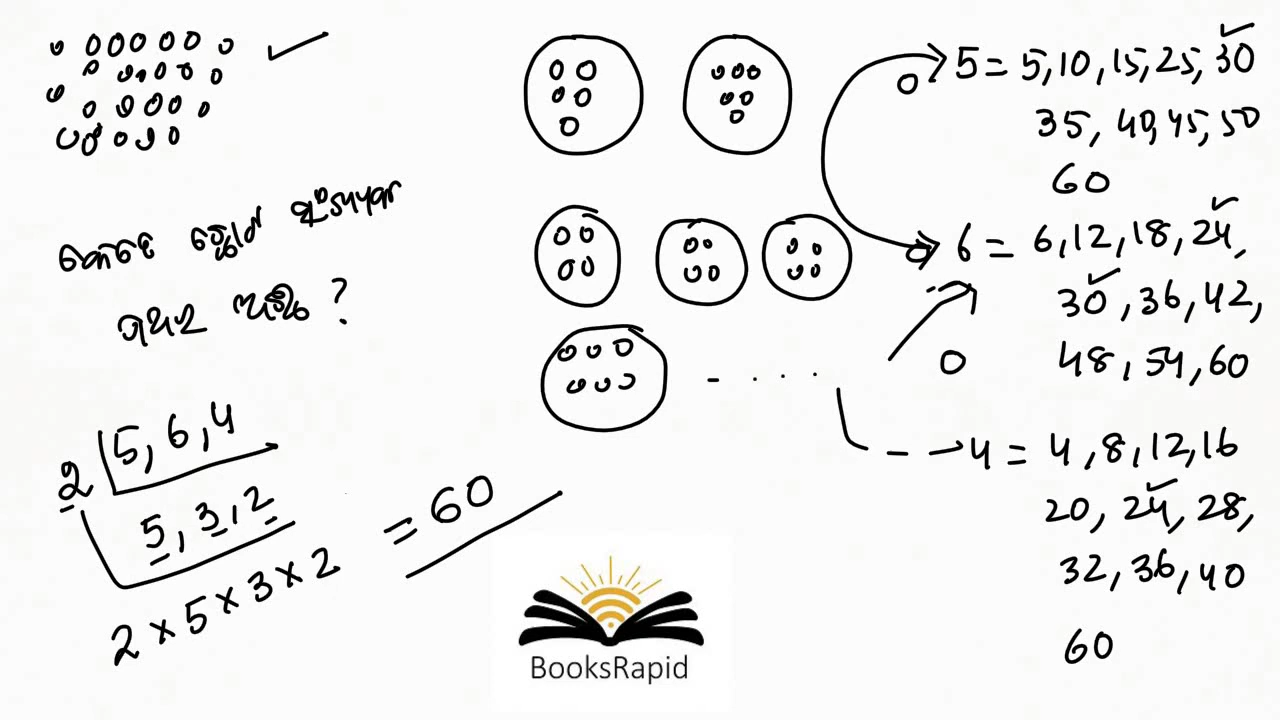 5 = 5, 10, 15, 25, 30
35, 40, 45, 50
60
6 = 6, 12, 18, 24,
30, 36, 42,
48, 54, 60
4 = 4, 8, 12, 16
20, 24, 28,
32, 36, 40
60
?
2 5, 6, 4
5, 3, 2
2 × 5 × 3 × 2 = 60
BooksRapid